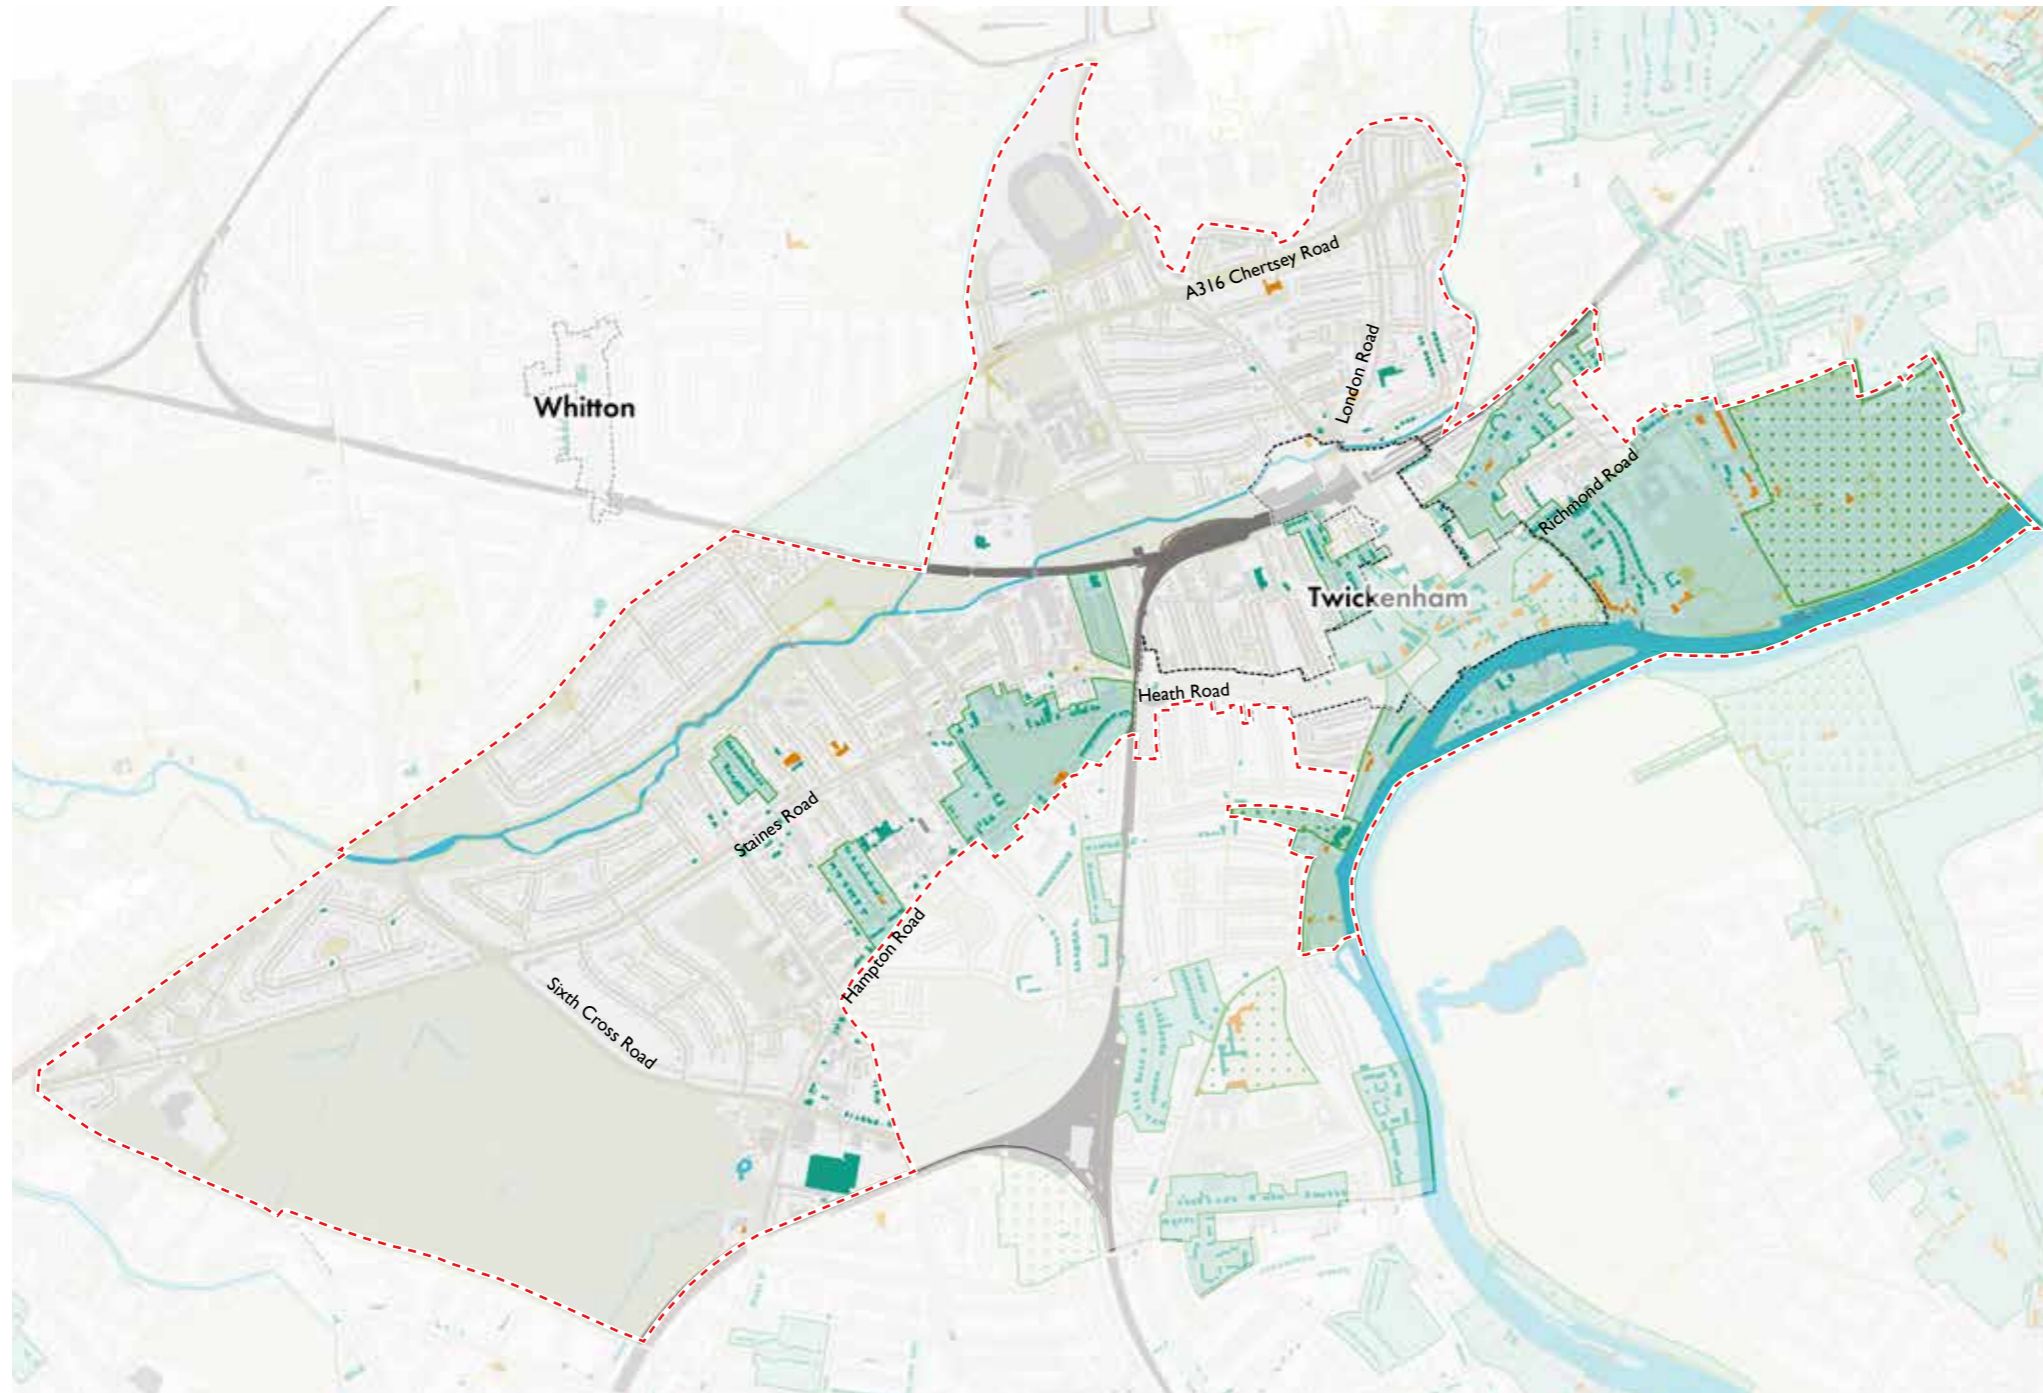 A316 Chertsey Road
London Road
Whitton
Richmond Road
Twickenham
Heath Road
Staines Road
Hampton Road
Sixth Cross Road